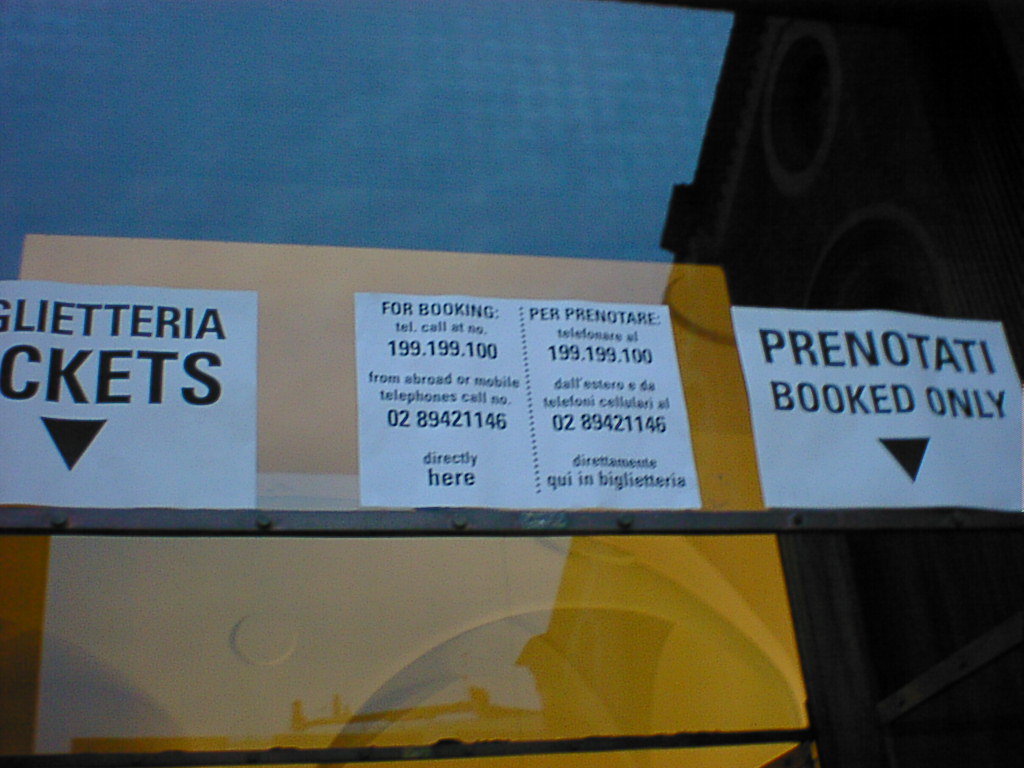 GLIETTERIA
CKETS
FOR BOOKING:
tel. call at no.
199.199.100
from abroad or mobile
telephones call no.
02 89421146
directly
here
PER PRENOTARE:
telefonare al
199.199.100
dall'estero e da
telefoni cellulari al
02 89421146
direttamente
qui in biglietteria
PRENOTATI
BOOKED ONLY